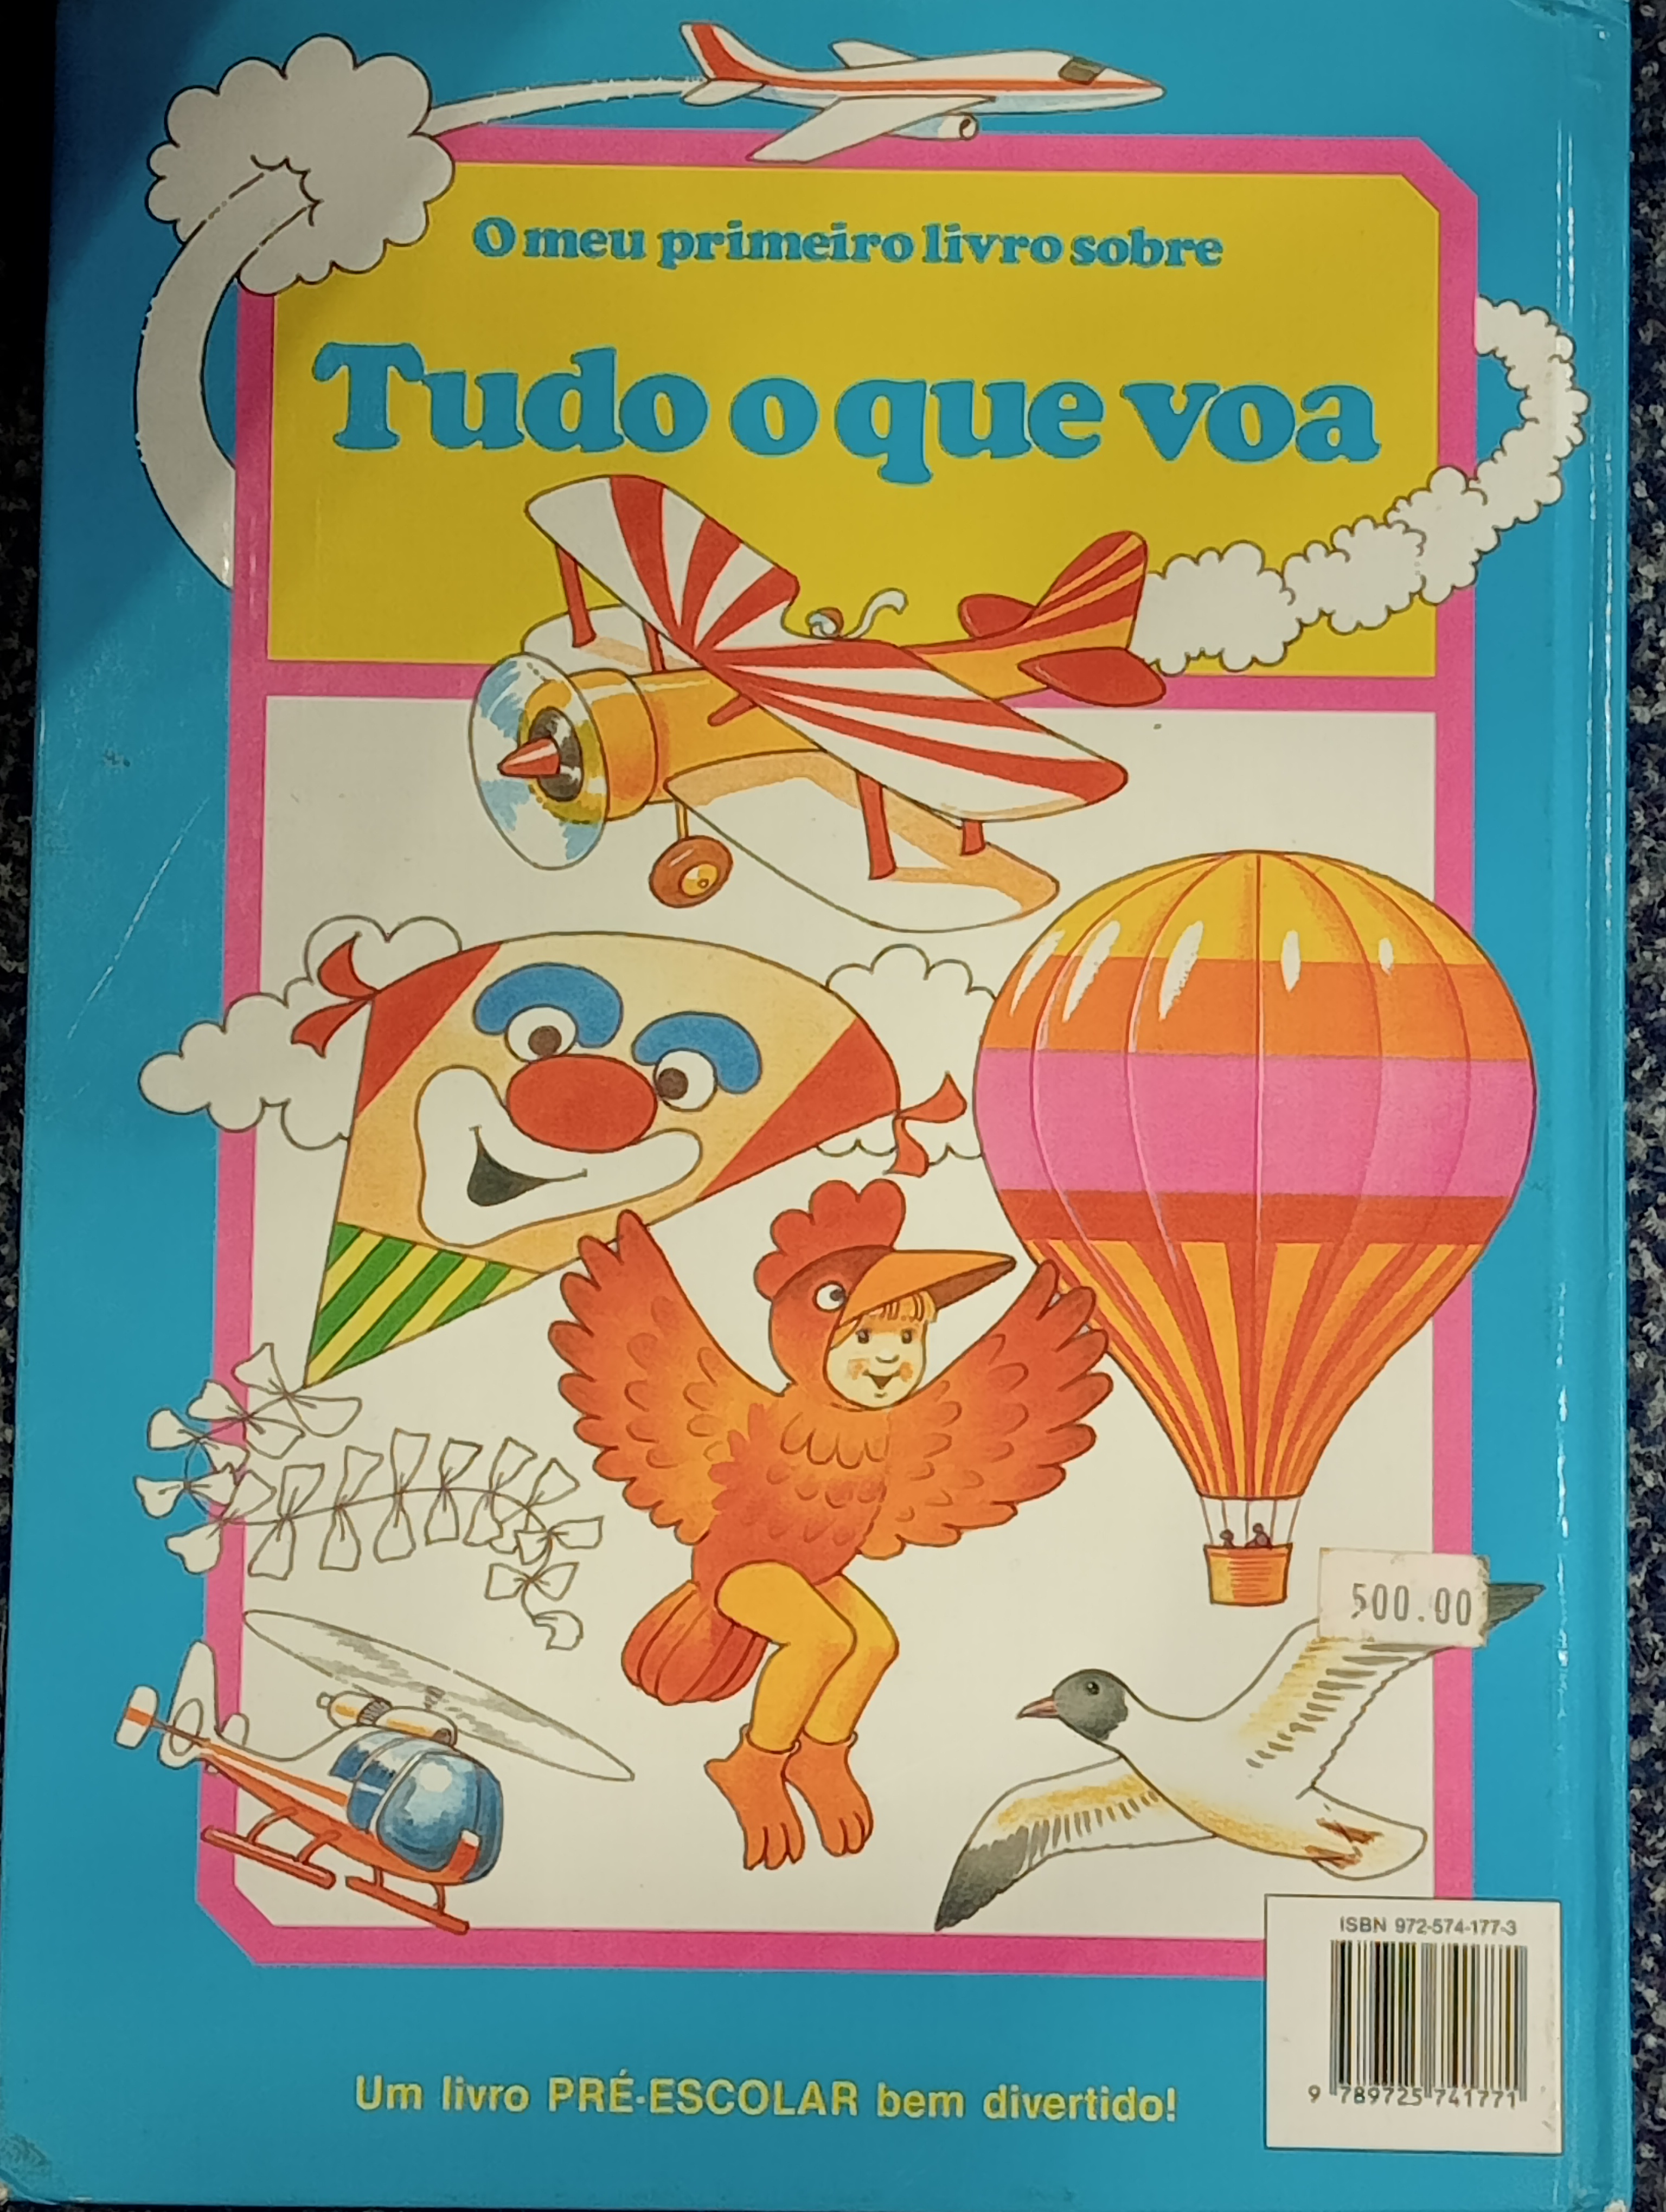 O meu primeiro livro sobre
Tudo o que voa
500.00
ISBN 972-574-177-3
9 789725 741771
Um livro PRÉ-ESCOLAR bem divertido!